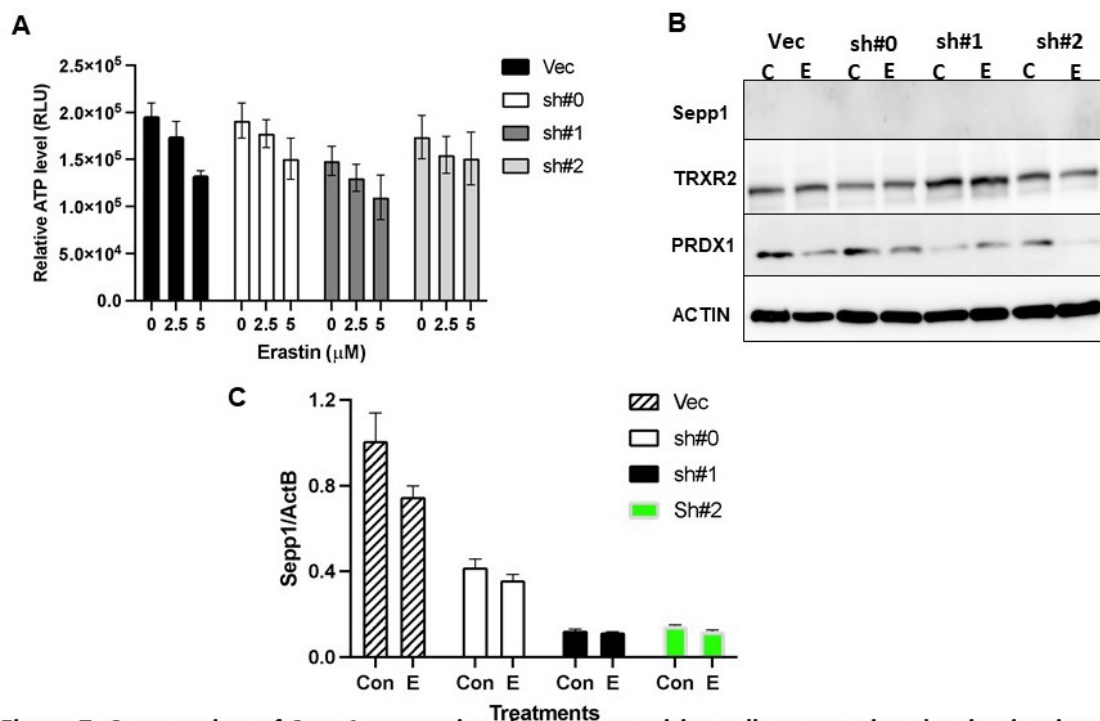 A
Relative ATP level (RLU)
2.5×10⁵
2.0×10⁵
1.5×10⁵
1.0×10⁵
5.0×10⁴
0.0
0 2.5 5 0 2.5 5 0 2.5 5 0 2.5 5
Erastin (μM)
Vec
sh#0
sh#1
sh#2
B
Vec sh#0 sh#1 sh#2
C E C E C E C E
Sepp1
TRXR2
PRDX1
ACTIN
C
Sepp1/ActB
1.2
0.8
0.4
0.0
Con E Con E Con E Con E
Treatments
Vec
sh#0
sh#1
Sh#2